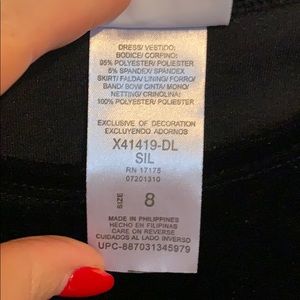 DRESS/ VESTIDO:
BODICE/ CORPIÑO:
95% POLYESTER/ POLIESTER
5% SPANDEX/ SPANDEX
SKIRT/ FALDA/ LINING/ FORRO/
BAND/ BOW/ CINTA/ MONO/
NETTING/ CRINOLINA:
100% POLYESTER/ POLIESTER
EXCLUSIVE OF DECORATION
EXCLUYENDO ADORNOS
X41419-DL
SIL
RN 17175
07201310
SIZE 8
MADE IN PHILIPPINES
HECHO EN FILIPINAS
CARE ON REVERSE
CUIDADOS AL LADO INVERSO
UPC-887031345979